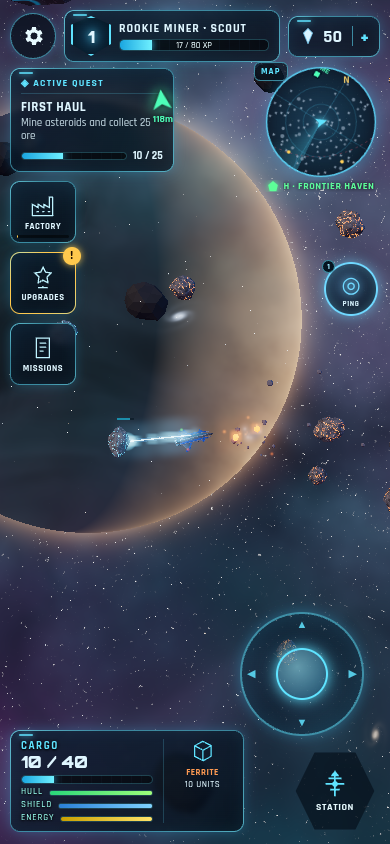 1
ROOKIE MINER · SCOUT
17 / 80 XP
50
+
ACTIVE QUEST
FIRST HAUL
Mine asteroids and collect 25
ore
10 / 25
118m
MAP
N
H · FRONTIER HAVEN
FACTORY
!
UPGRADES
MISSIONS
1
PING
CARGO
10 / 40
HULL
SHIELD
ENERGY
FERRITE
10 UNITS
STATION